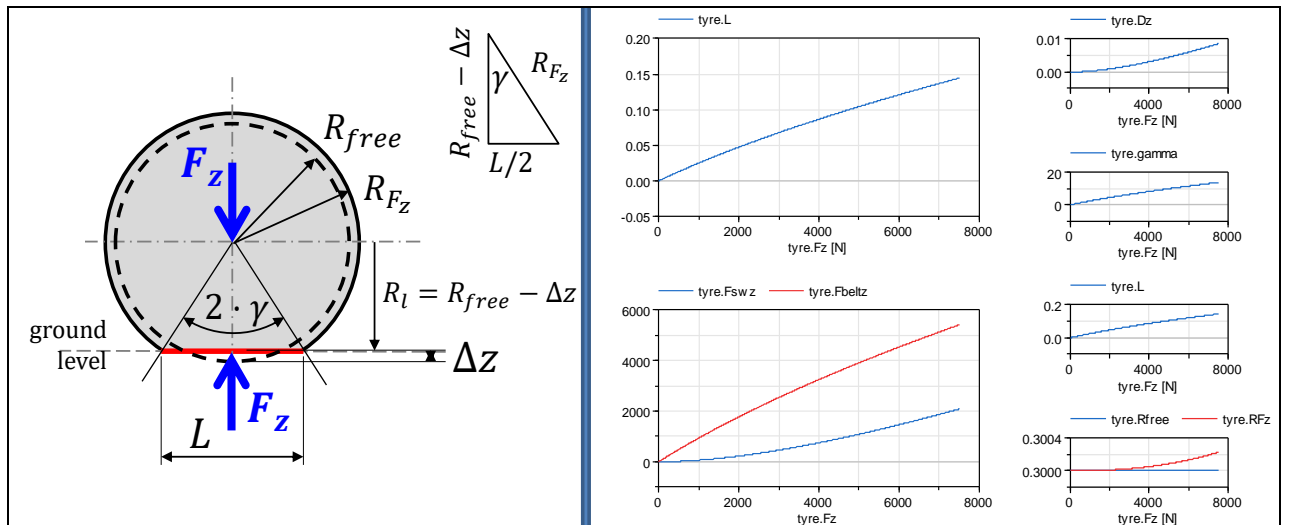 R_free − Δz
γ
R_{F_z}
L/2
R_free
F_z
R_{F_z}
R_l = R_free − Δz
2 · γ
ground
level
Δz
F_z
L
tyre.L
0.20
0.15
0.10
0.05
0.00
-0.05
0
2000
4000
6000
8000
tyre.Fz [N]
tyre.Fswz tyre.Fbeltz
6000
4000
2000
0
0
2000
4000
6000
8000
tyre.Fz
tyre.Dz
0.01
0.00
0
4000
8000
tyre.Fz [N]
tyre.gamma
20
0
0
4000
8000
tyre.Fz [N]
tyre.L
0.2
0.0
0
4000
8000
tyre.Fz [N]
tyre.Rfree tyre.RFz
0.3004
0.3000
0
4000
8000
tyre.Fz [N]